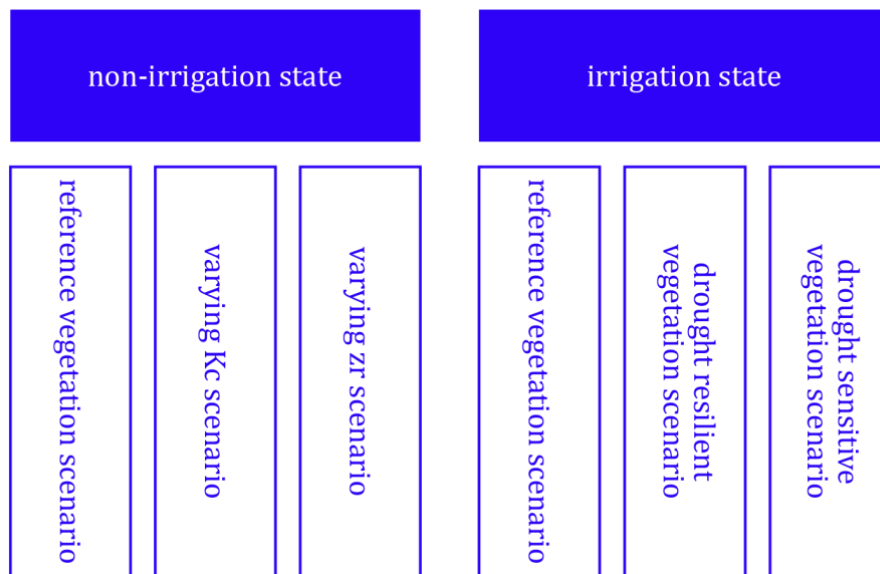 non-irrigation state
irrigation state
reference vegetation scenario
varying Kc scenario
varying zr scenario
reference vegetation scenario
drought resilient
vegetation scenario
drought sensitive
vegetation scenario